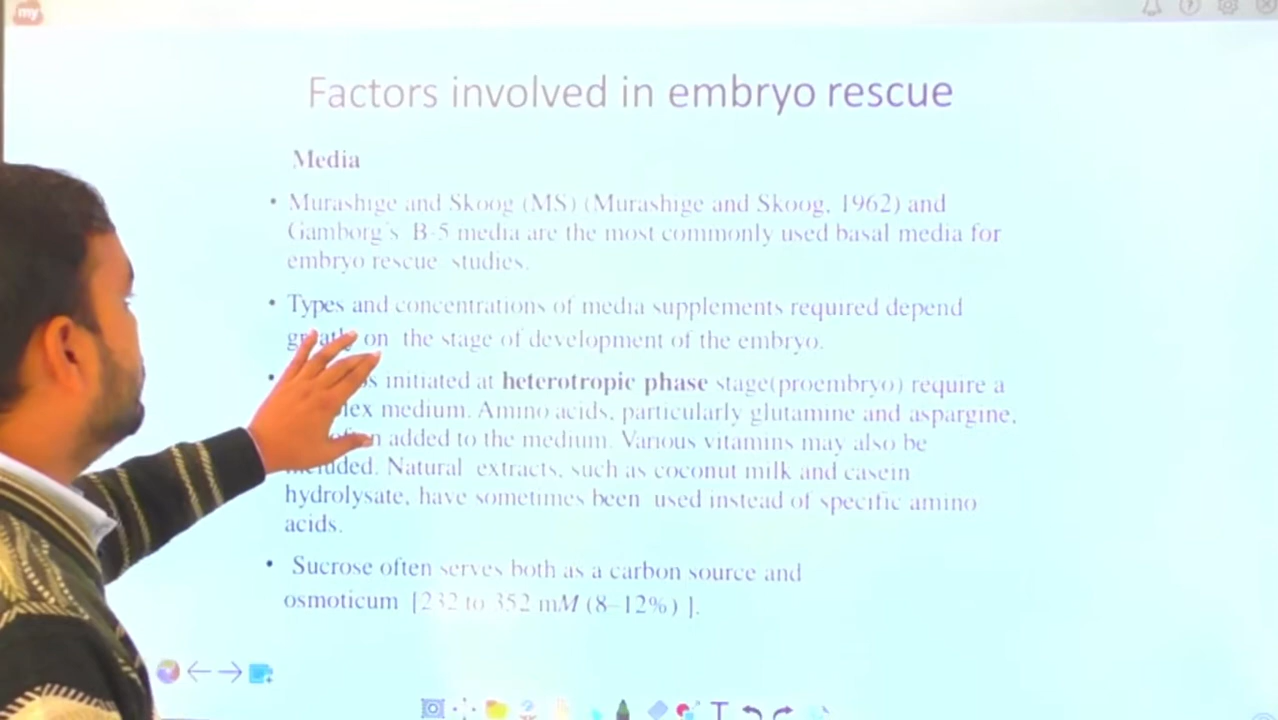 my
Factors involved in embryo rescue
Media
• Murashige and Skoog (MS) (Murashige and Skoog, 1962) and
Gamborg's B-5 media are the most commonly used basal media for
embryo rescue studies.
• Types and concentrations of media supplements required depend
on the stage of development of the embryo.
• initiated at heterotropic phase stage(proembryo) require a
medium. Amino acids, particularly glutamine and aspargine,
added to the medium. Various vitamins may also be
Natural extracts, such as coconut milk and casein
hydrolysate, have sometimes been used instead of specific amino
acids.
• Sucrose often serves both as a carbon source and
osmoticum [232 to 352 mM (8–12%) ].
T